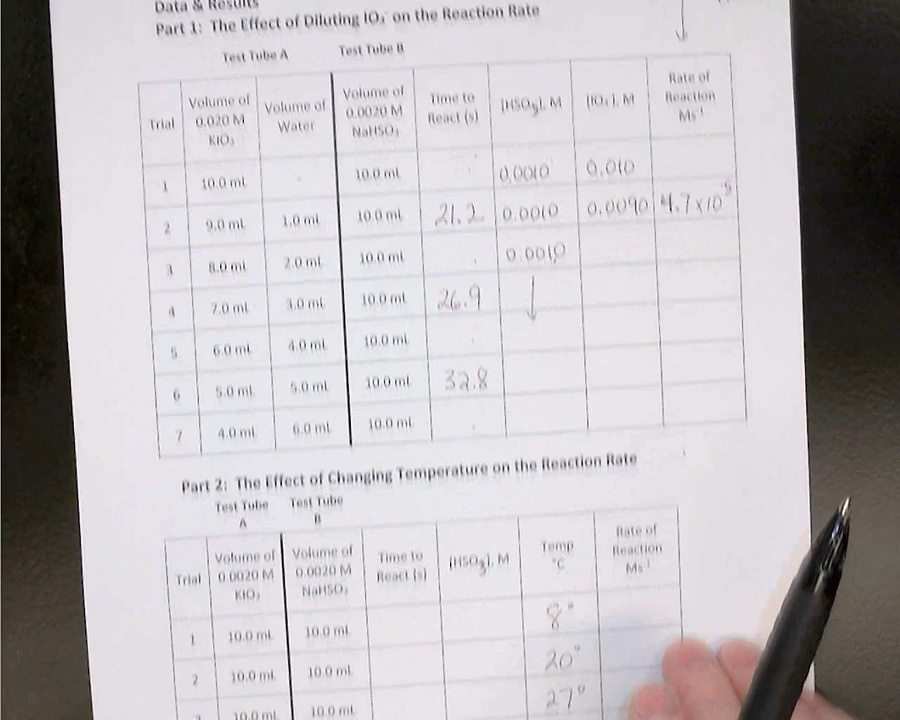 Data & Results
Part 1: The Effect of Diluting IO₃⁻ on the Reaction Rate
Test Tube A Test Tube B
Trial Volume of 0.020 M KIO₃ Volume of Water Volume of 0.0020 M NaHSO₃ Time to React (s) [HSO₃], M [IO₃⁻], M Rate of Reaction Ms⁻¹
1 10.0 mL 10.0 mL 0.0010 0.010
2 9.0 mL 1.0 mL 10.0 mL 21.2 0.0010 0.0090 4.7x10⁻⁵
3 8.0 mL 2.0 mL 10.0 mL 0.0010
4 7.0 mL 3.0 mL 10.0 mL 26.9
5 6.0 mL 4.0 mL 10.0 mL
6 5.0 mL 5.0 mL 10.0 mL 32.8
7 4.0 mL 6.0 mL 10.0 mL
Part 2: The Effect of Changing Temperature on the Reaction Rate
Test Tube A Test Tube B
Trial Volume of 0.0020 M KIO₃ Volume of 0.0020 M NaHSO₃ Time to React (s) [HSO₃], M Temp °C Rate of Reaction Ms⁻¹
1 10.0 mL 10.0 mL 8°
2 10.0 mL 10.0 mL 20°
10.0 mL 10.0 mL 27°